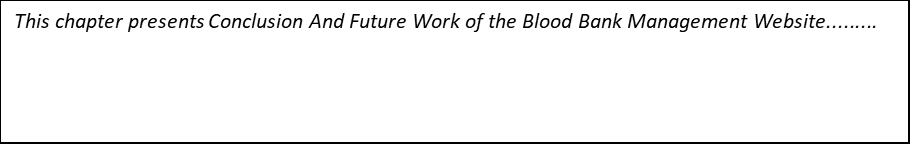 This chapter presents Conclusion And Future Work of the Blood Bank Management Website.........